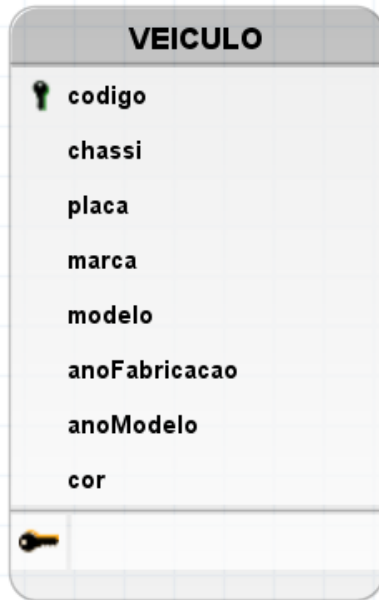 VEICULO
codigo
chassi
placa
marca
modelo
anoFabricacao
anoModelo
cor